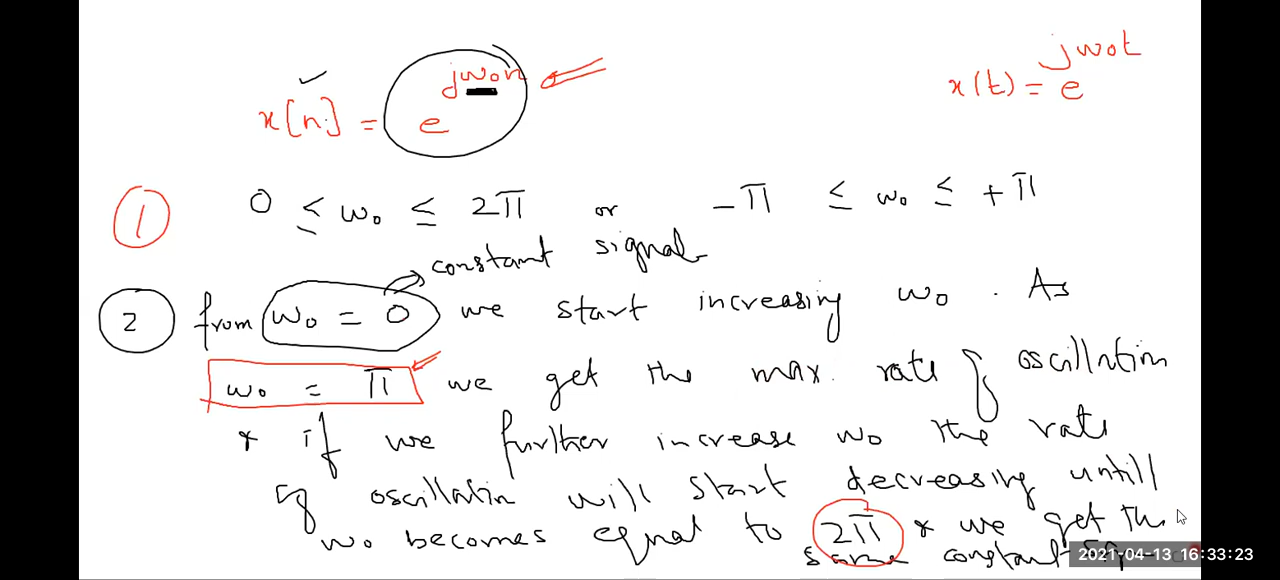 x[n] = e^jω₀n x(t) = e^jω₀t
1 0 ≤ ω₀ ≤ 2π or -π ≤ ω₀ ≤ +π
constant signal
2 from ω₀ = 0 we start increasing ω₀. As
ω₀ = π we get the max. rate of oscillation
* if we further increase ω₀ the rate
of oscillatin will start decreasing untill
ω₀ becomes equal to 2π * we get the
same constant
2021-04-13 16:33:23